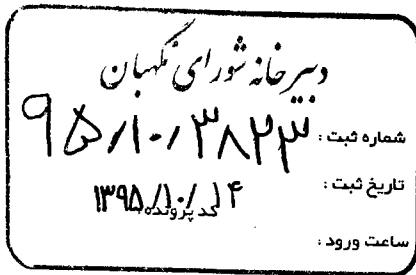 دبیرخانه شورای نگهبان
شماره ثبت : ۹۵/۱۰/۳۸۲۳
تاریخ ثبت : ۱۳۹۵/۱۰/۱۴
کد پرونده :
ساعت ورود :